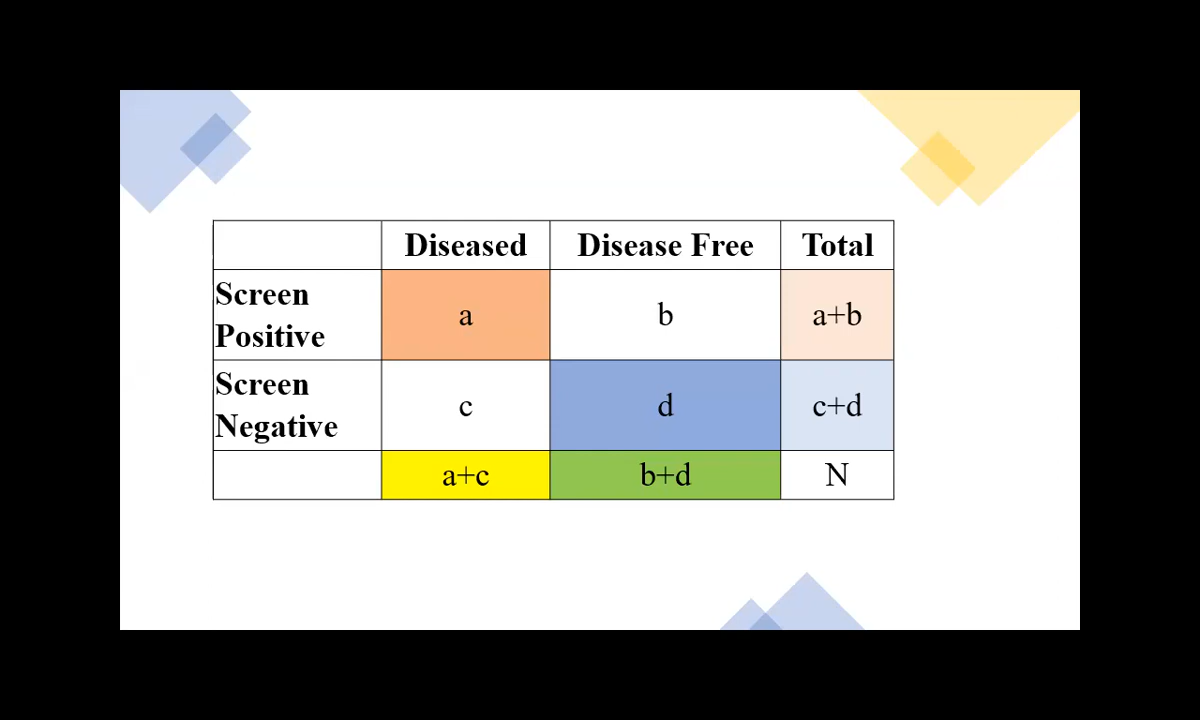 Diseased Disease Free Total
Screen
Positive a b a+b
Screen
Negative c d c+d
a+c b+d N